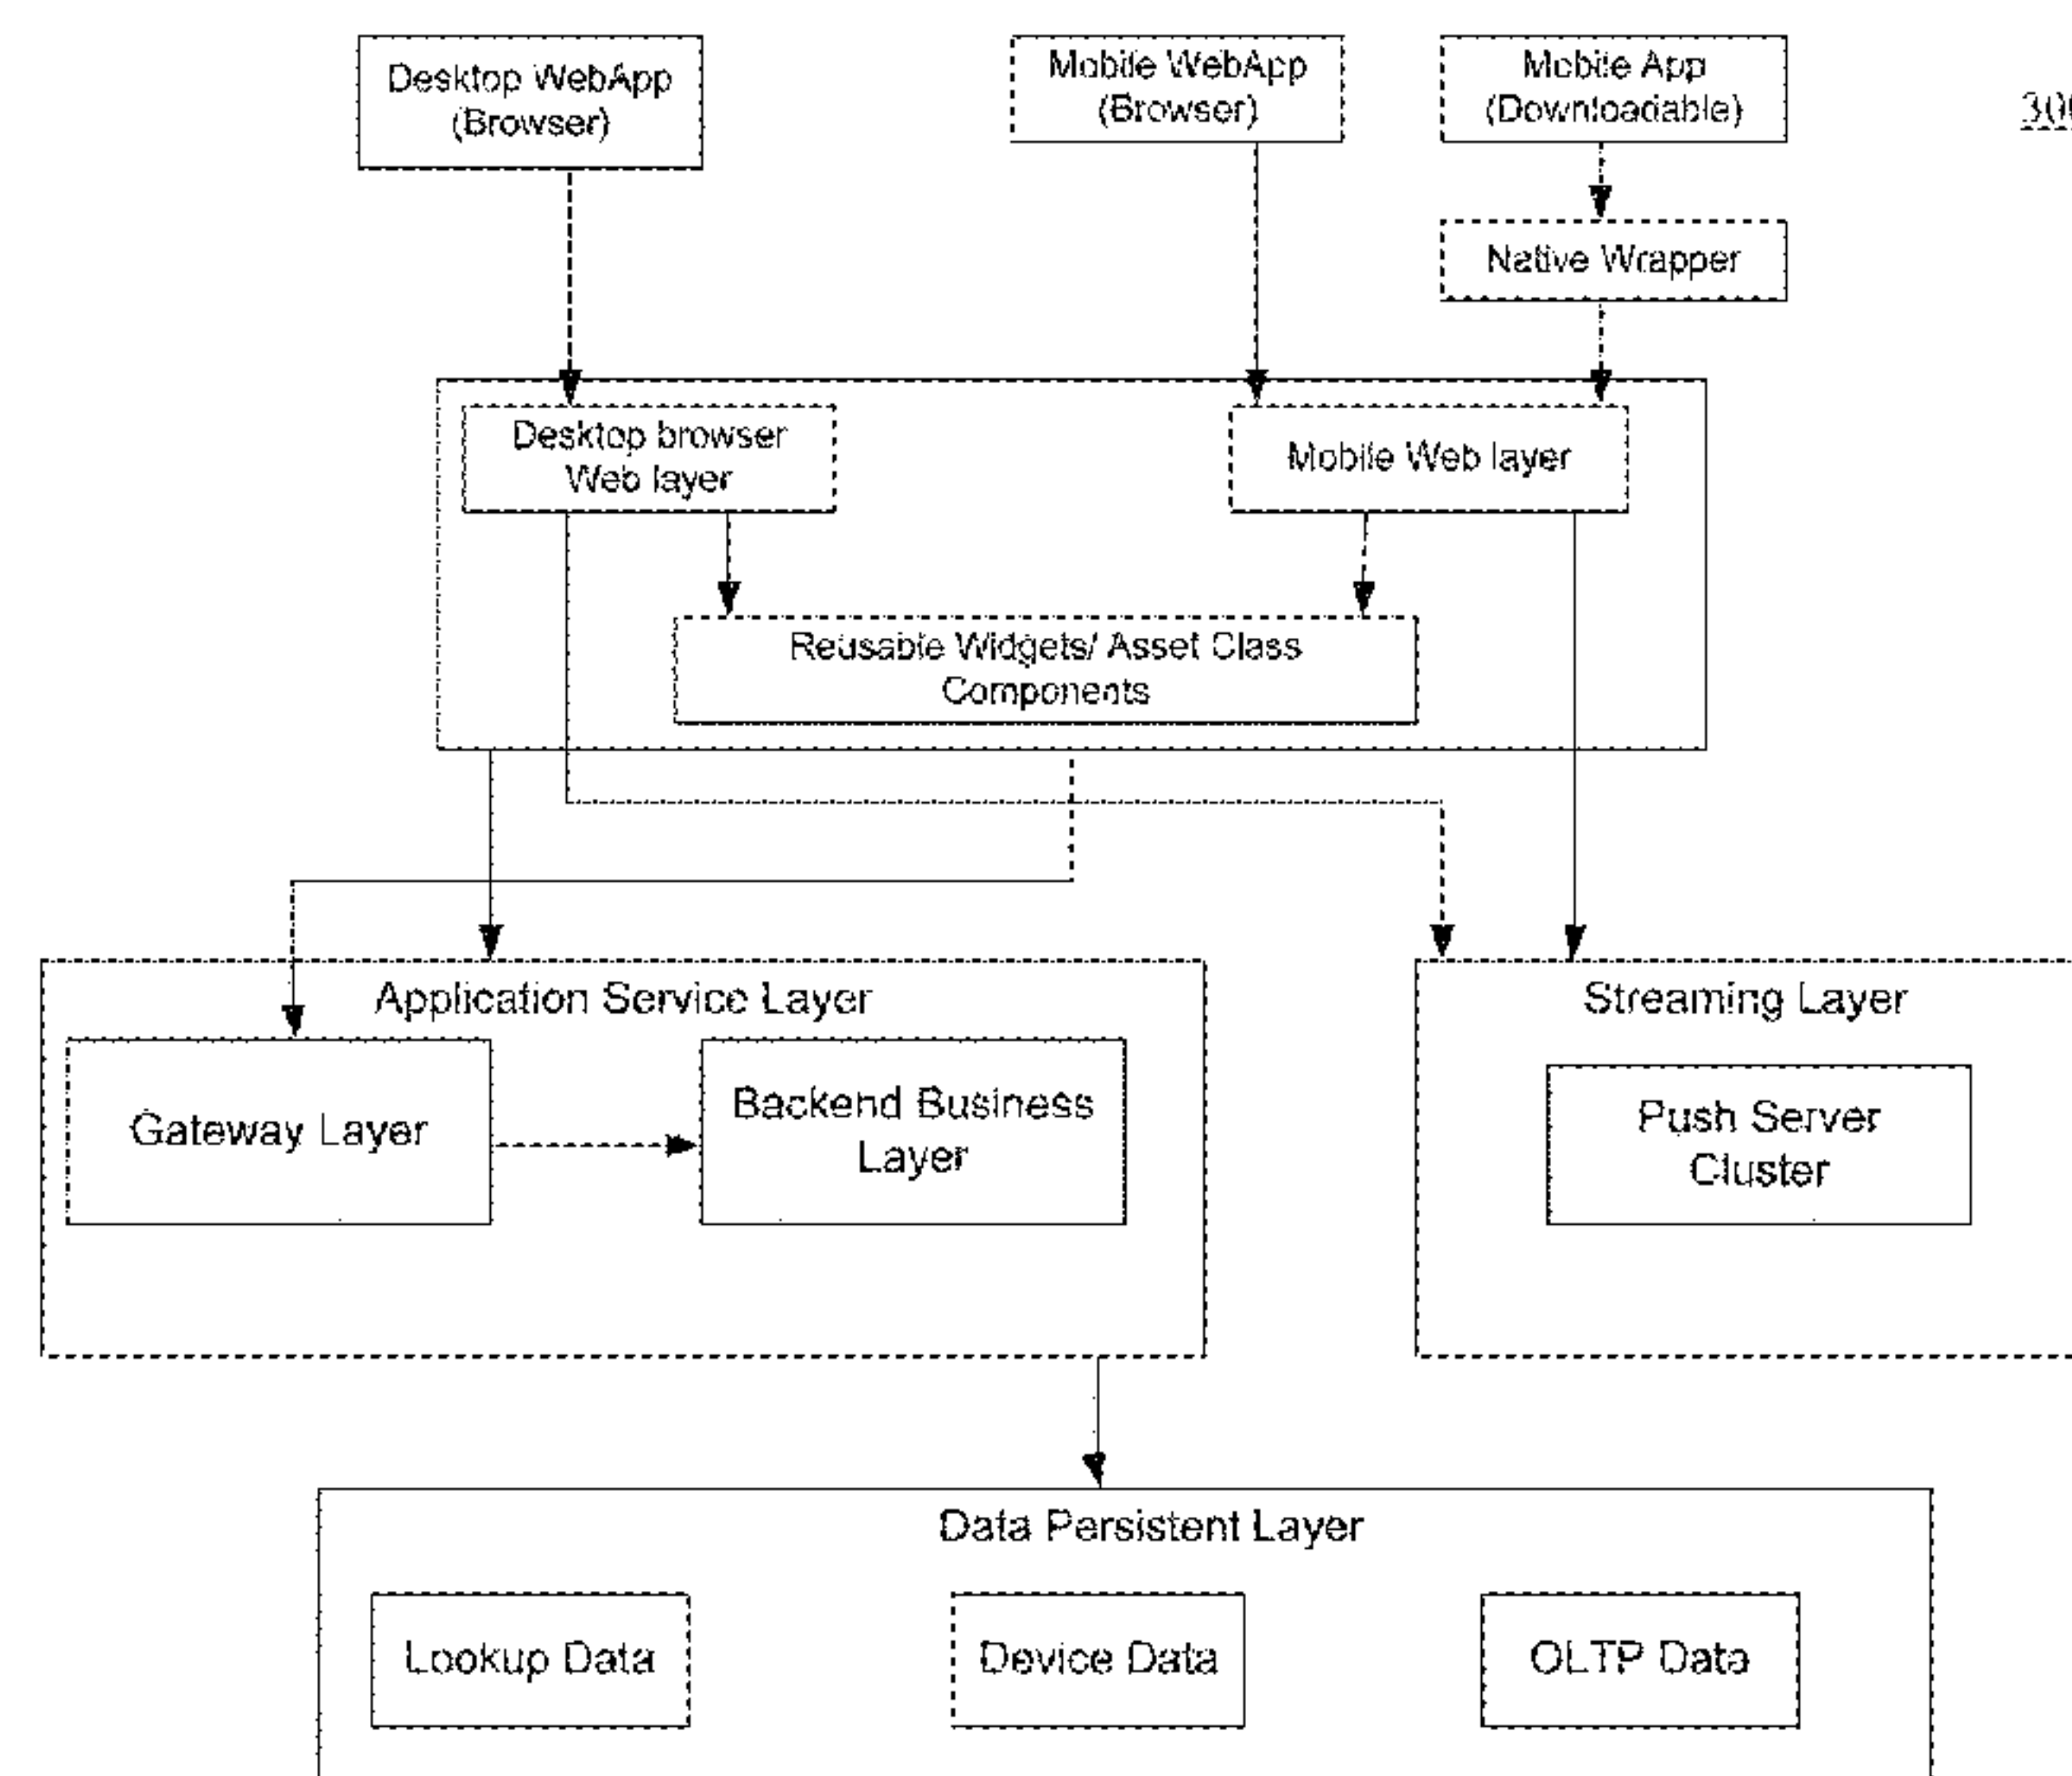 Desktop WebApp
(Browser)
Mobile WebApp
(Browser)
Mobile App
(Downloadable)
Native Wrapper
Desktop browser
Web layer
Mobile Web layer
Reusable Widgets/ Asset Class
Components
Application Service Layer
Gateway Layer
Backend Business
Layer
Streaming Layer
Push Server
Cluster
Data Persistent Layer
Lookup Data
Device Data
OLTP Data